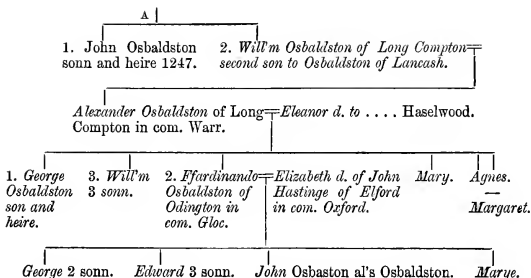 A
1. John Osbaldston
sonn and heire 1247.
2. Will'm Osbaldston of Long Compton
second son to Osbaldston of Lancash.
Alexander Osbaldston of Long
Compton in com. Warr.
Eleanor d. to . . . . Haselwood.
1. George
Osbaldston
son and
heire.
3. Will'm
3 sonn.
2. Ffardinando
Osbaldston of
Odington in
com. Gloc.
Elizabeth d. of John
Hastinge of Elford
in com. Oxford.
Mary.
Agnes.
—
Margaret.
George 2 sonn.
Edward 3 sonn.
John Osbaston al's Osbaldston.
Marye.